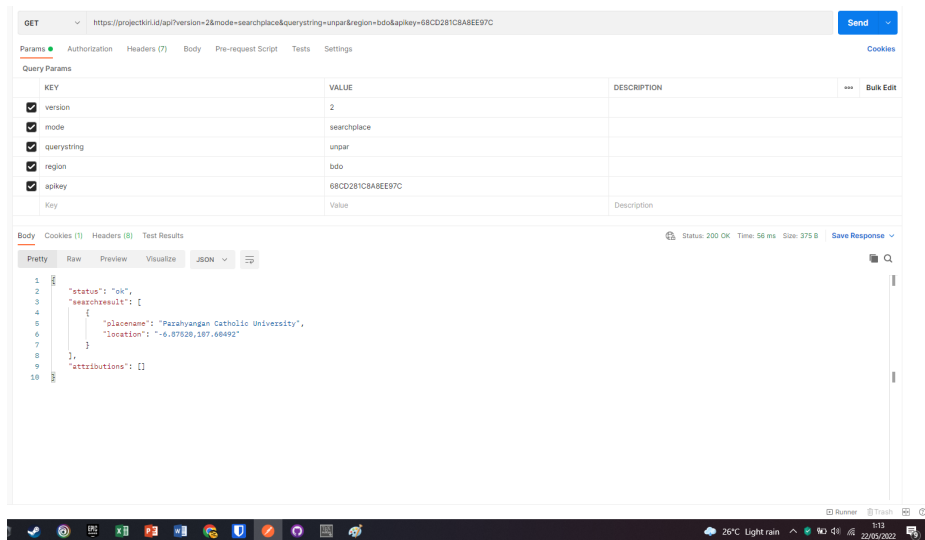 GET https://projectkiri.id/api?version=2&mode=searchplace&querystring=unpar&region=bdo&apikey=68CD281C8A8EE97C Send
Params Authorization Headers (7) Body Pre-request Script Tests Settings Cookies
Query Params
KEY VALUE DESCRIPTION ooo Bulk Edit
version 2
mode searchplace
querystring unpar
region bdo
apikey 68CD281C8A8EE97C
Key Value Description
Body Cookies (1) Headers (8) Test Results Status: 200 OK Time: 56 ms Size: 375 B Save Response
Pretty Raw Preview Visualize JSON
1 {
2 "status": "ok",
3 "searchresult": [
4 {
5 "placename": "Parahyangan Catholic University",
6 "location": "-6.87520,107.60492"
7 }
8 ],
9 "attributions": []
10 }
Runner Trash
26°C Light rain 1:13
22/05/2022